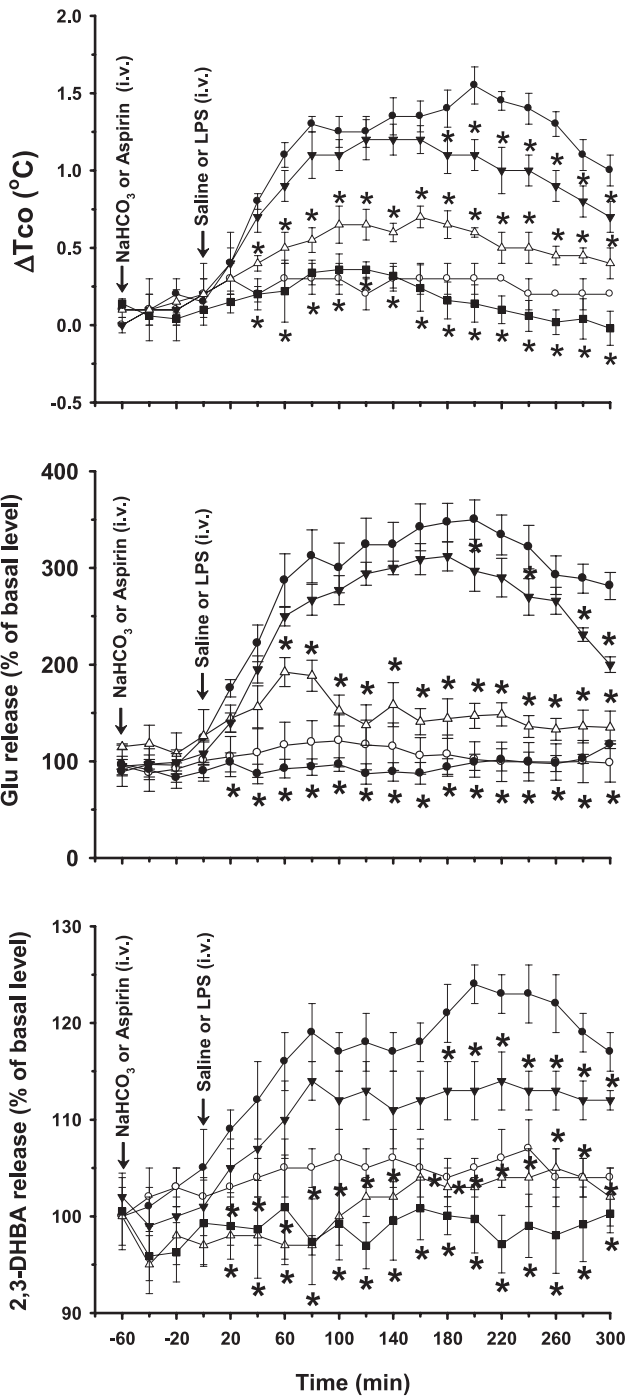 2.0
1.5
1.0
0.5
0.0
-0.5
ΔTco (°C)
NaHCO3 or Aspirin (i.v.)
Saline or LPS (i.v.)
* * * * * * *
* * * * * * * * * * * * * *
* * * * * * * * * * * * * *
400
300
200
100
0
Glu release (% of basal level)
NaHCO3 or Aspirin (i.v.)
Saline or LPS (i.v.)
* * * *
* * * * * * * * * * * * *
* * * * * * * * * * * * * * *
130
120
110
100
90
2,3-DHBA release (% of basal level)
NaHCO3 or Aspirin (i.v.)
Saline or LPS (i.v.)
* * * * * * *
* * * * * * * * * * * * * * *
* * * * * * * * * * * * * * *
-60 -20 20 60 100 140 180 220 260 300
Time (min)